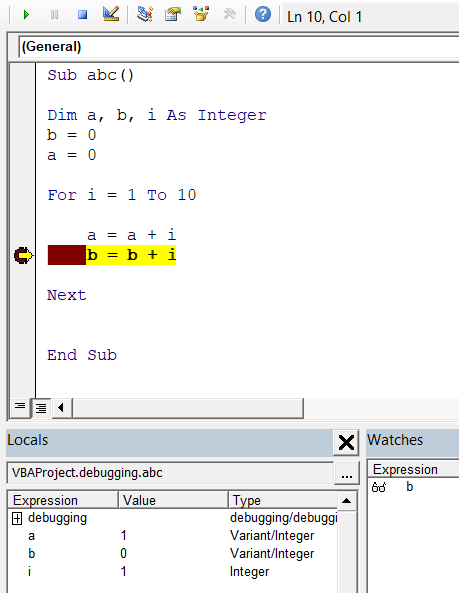 Ln 10, Col 1
(General)
Sub abc()
Dim a, b, i As Integer
b = 0
a = 0
For i = 1 To 10
a = a + i
b = b + i
Next
End Sub
Locals
VBAProject.debugging.abc
...
Expression Value Type
debugging debugging/debuggi
a 1 Variant/Integer
b 0 Variant/Integer
i 1 Integer
Watches
Expression
b